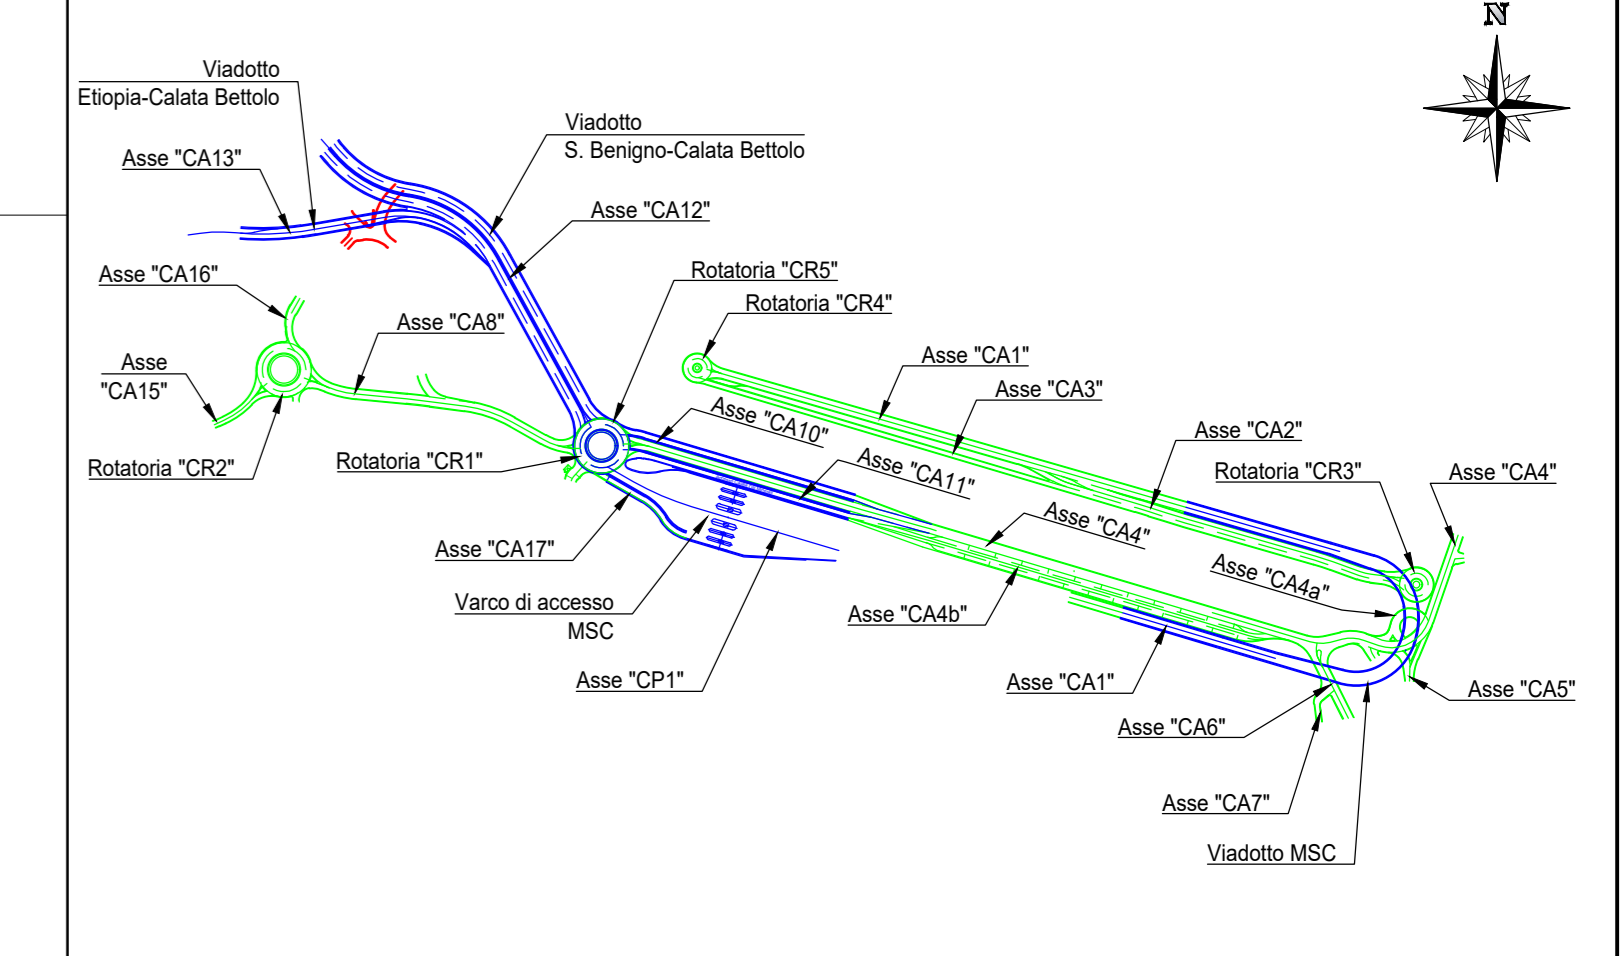 N
Viadotto
Etiopia-Calata Bettolo
Viadotto
S. Benigno-Calata Bettolo
Asse "CA13"
Asse "CA12"
Asse "CA16"
Rotatoria "CR5"
Rotatoria "CR4"
Asse "CA8"
Asse
"CA15"
Asse "CA1"
Asse "CA3"
Asse "CA10"
Asse "CA2"
Rotatoria "CR2"
Rotatoria "CR1"
Asse "CA11"
Rotatoria "CR3"
Asse "CA4"
Asse "CA4"
Asse "CA17"
Asse "CA4a"
Varco di accesso
MSC
Asse "CA4b"
Asse "CP1"
Asse "CA1"
Asse "CA5"
Asse "CA6"
Asse "CA7"
Viadotto MSC